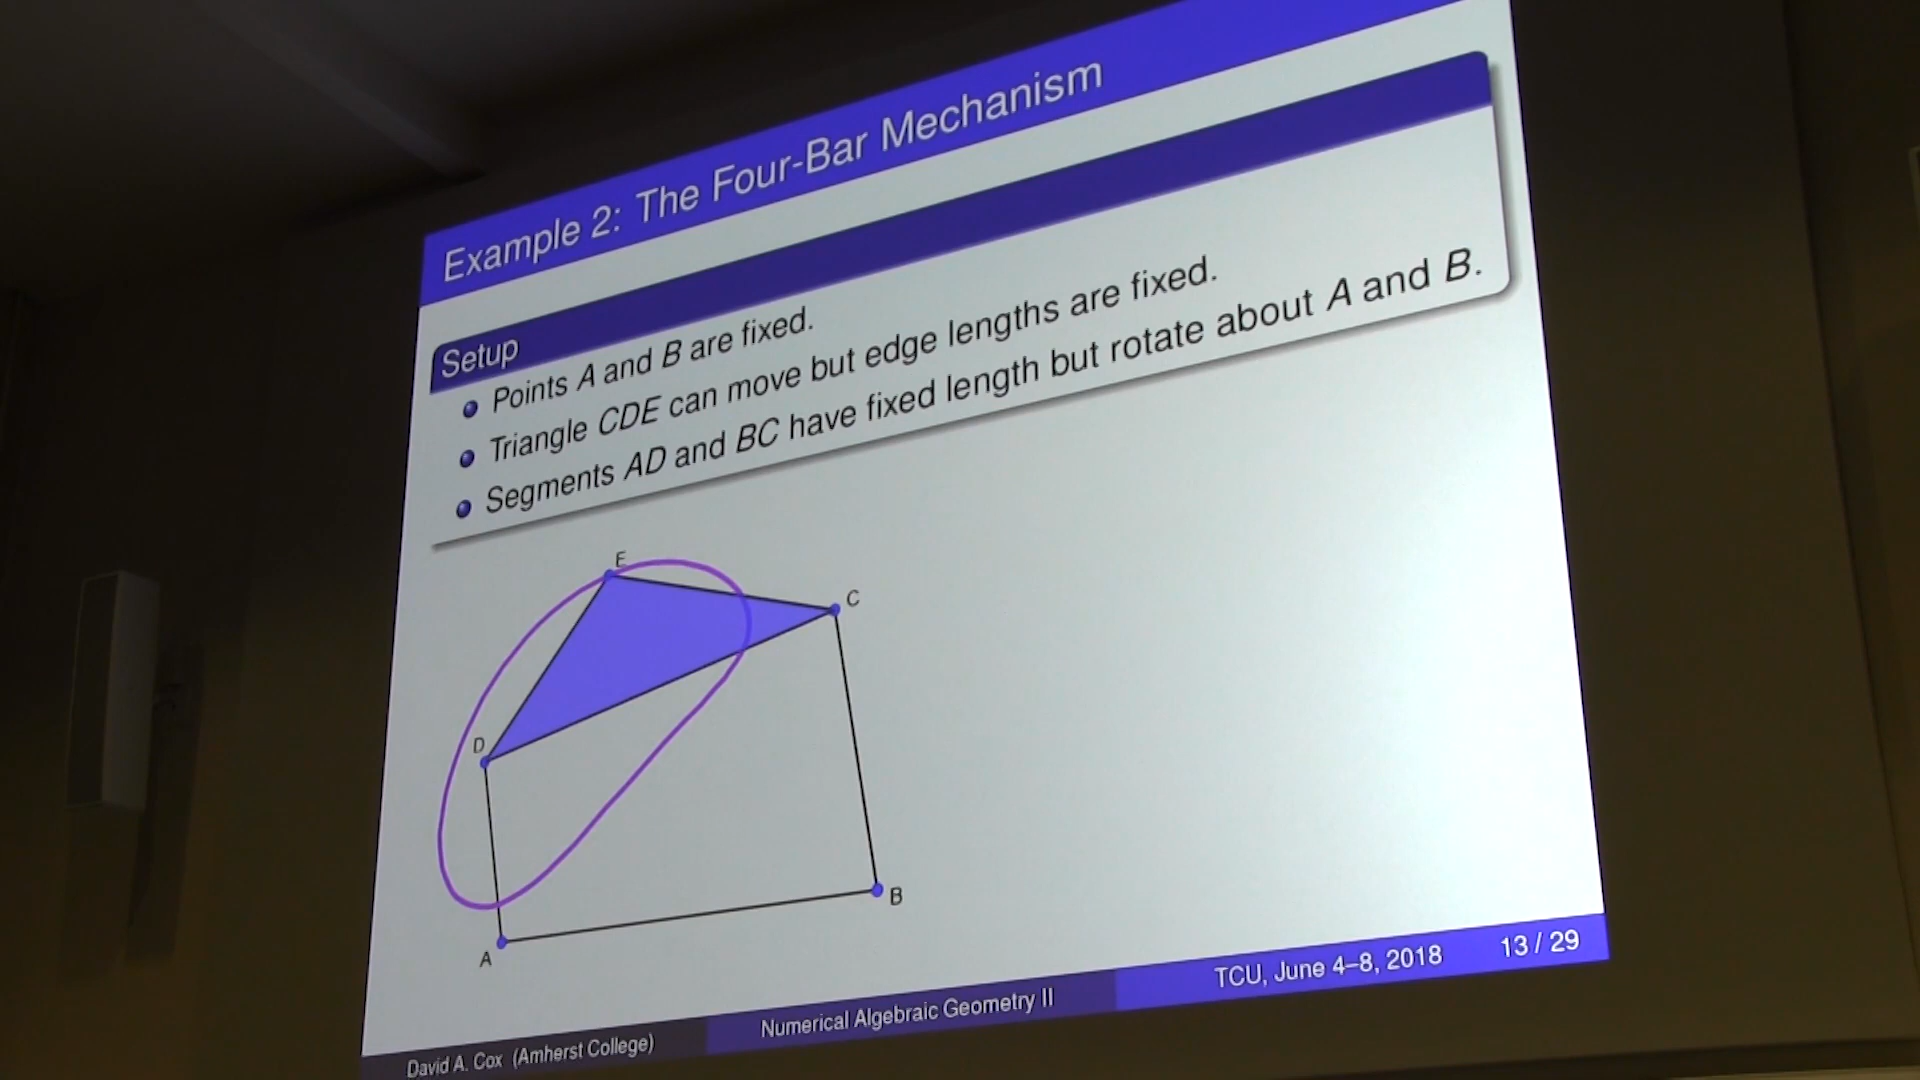 Example 2: The Four-Bar Mechanism
Setup
Points A and B are fixed.
Triangle CDE can move but edge lengths are fixed.
Segments AD and BC have fixed length but rotate about A and B.
E
C
D
B
A
David A. Cox (Amherst College)
Numerical Algebraic Geometry II
TCU, June 4–8, 2018
13 / 29